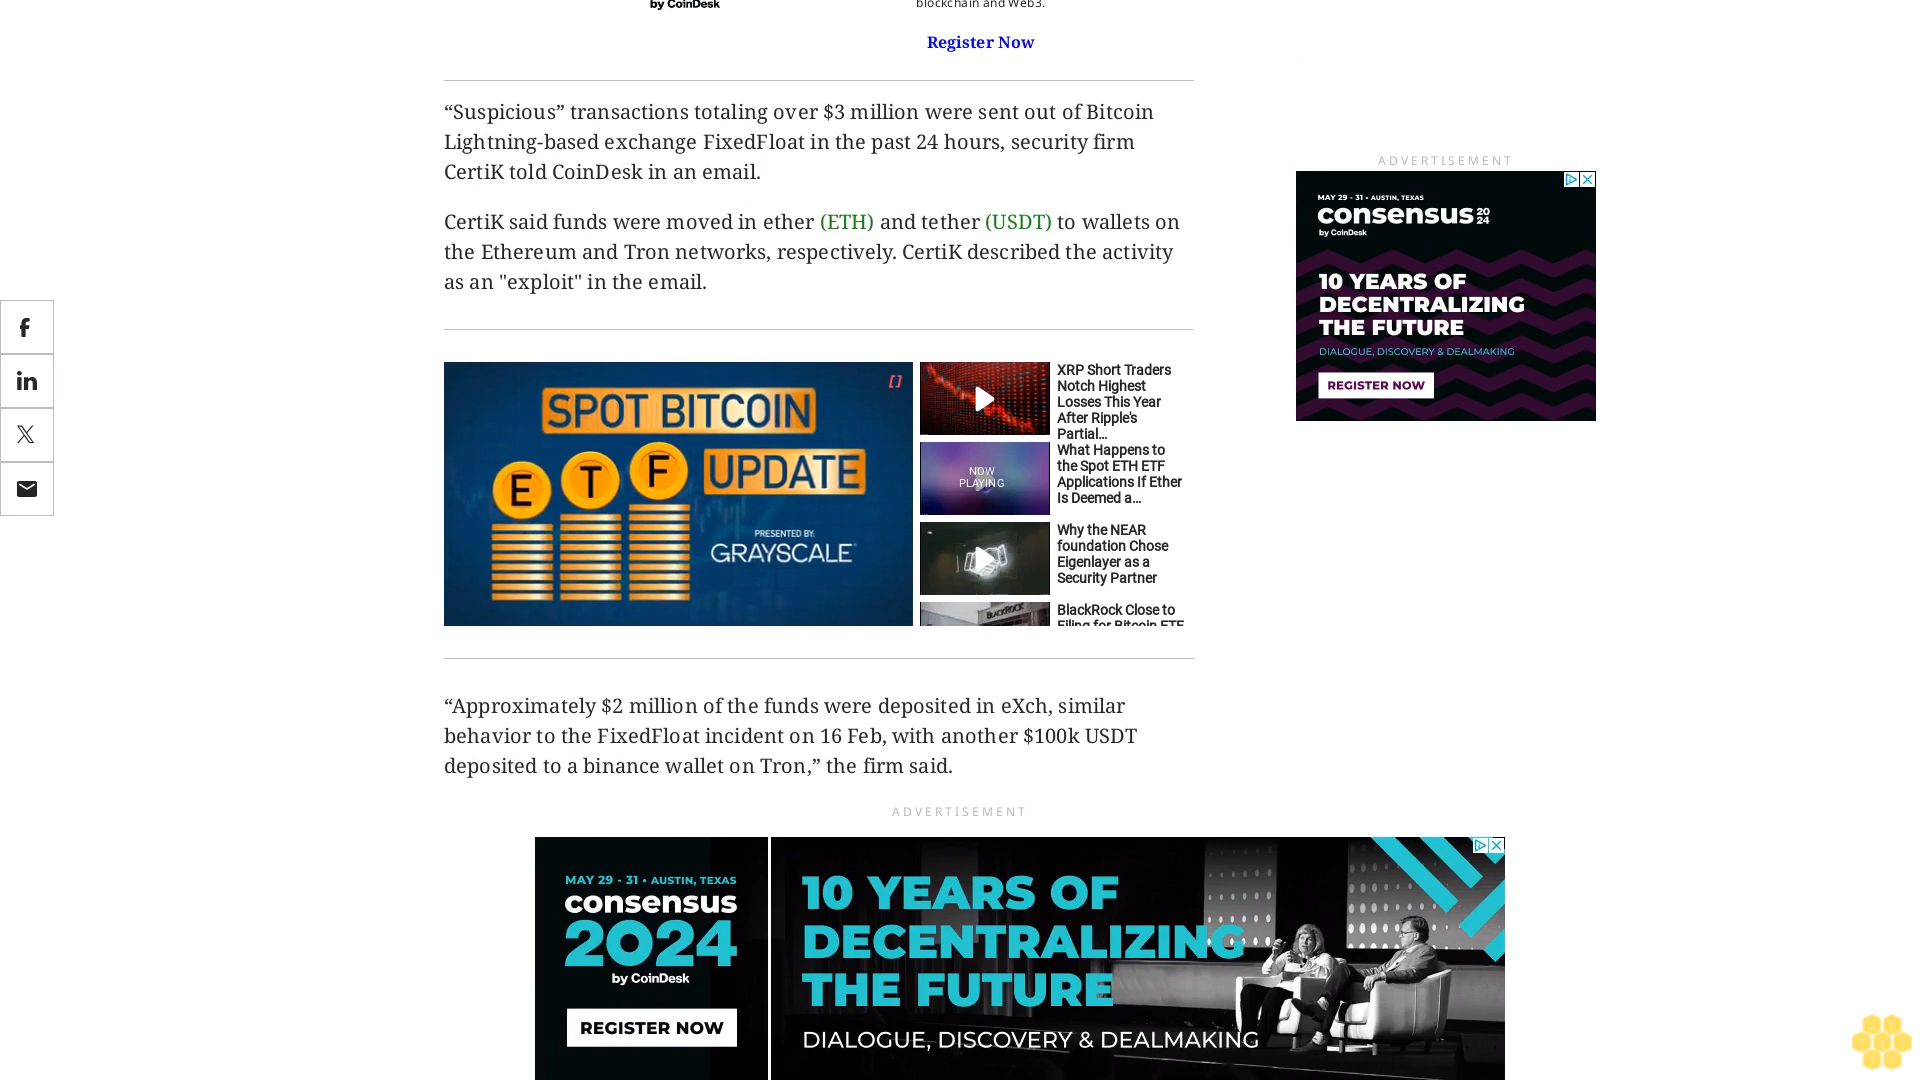 by CoinDesk
blockchain and Web3.
Register Now
“Suspicious” transactions totaling over $3 million were sent out of Bitcoin
Lightning-based exchange FixedFloat in the past 24 hours, security firm
CertiK told CoinDesk in an email.
CertiK said funds were moved in ether (ETH) and tether (USDT) to wallets on
the Ethereum and Tron networks, respectively. CertiK described the activity
as an "exploit" in the email.
SPOT BITCOIN
ETF UPDATE
PRESENTED BY:
GRAYSCALE
XRP Short Traders
Notch Highest
Losses This Year
After Ripple's
Partial...
NOW
PLAYING
What Happens to
the Spot ETH ETF
Applications If Ether
Is Deemed a...
Why the NEAR
foundation Chose
Eigenlayer as a
Security Partner
BLACKROCK
BlackRock Close to
Filing for Bitcoin ETF
“Approximately $2 million of the funds were deposited in eXch, similar
behavior to the FixedFloat incident on 16 Feb, with another $100k USDT
deposited to a binance wallet on Tron,” the firm said.
ADVERTISEMENT
MAY 29 - 31 • AUSTIN, TEXAS
consensus 2024
by CoinDesk
10 YEARS OF
DECENTRALIZING
THE FUTURE
DIALOGUE, DISCOVERY & DEALMAKING
REGISTER NOW
ADVERTISEMENT
MAY 29 - 31 • AUSTIN, TEXAS
consensus
2024
by CoinDesk
REGISTER NOW
10 YEARS OF
DECENTRALIZING
THE FUTURE
DIALOGUE, DISCOVERY & DEALMAKING